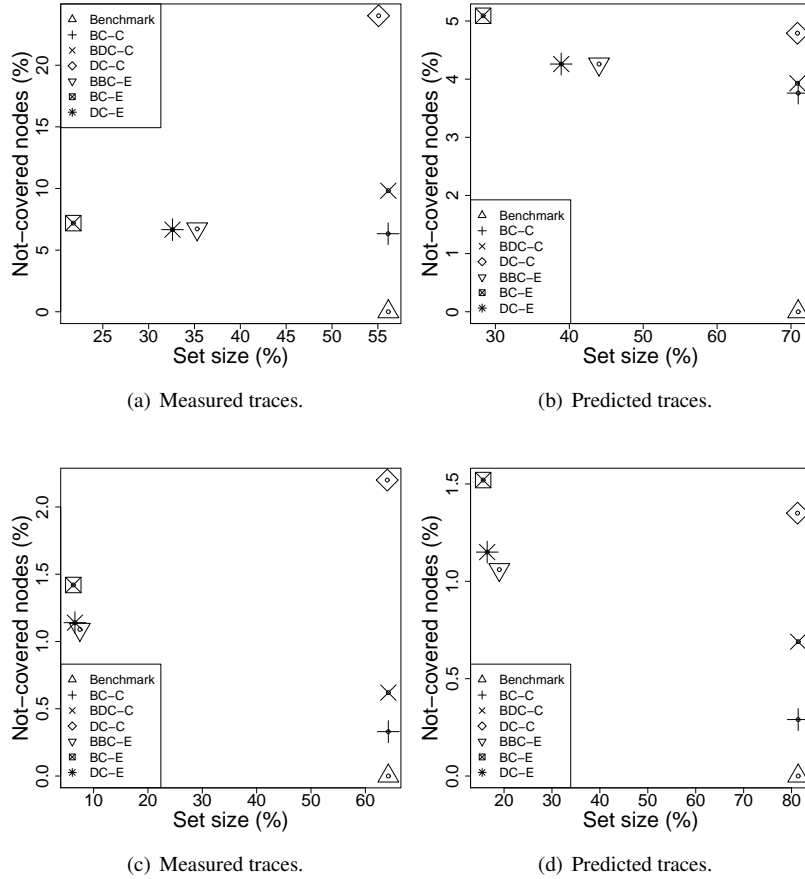 Not−covered nodes (%)
0 5 10 15 20
Benchmark
BC−C
BDC−C
DC−C
BBC−E
BC−E
DC−E
25 30 35 40 45 50 55
Set size (%)
(a) Measured traces.
Not−covered nodes (%)
0 1 2 3 4 5
Benchmark
BC−C
BDC−C
DC−C
BBC−E
BC−E
DC−E
30 40 50 60 70
Set size (%)
(b) Predicted traces.
Not−covered nodes (%)
0.0 0.5 1.0 1.5 2.0
Benchmark
BC−C
BDC−C
DC−C
BBC−E
BC−E
DC−E
10 20 30 40 50 60
Set size (%)
(c) Measured traces.
Not−covered nodes (%)
0.0 0.5 1.0 1.5
Benchmark
BC−C
BDC−C
DC−C
BBC−E
BC−E
DC−E
20 30 40 50 60 70 80
Set size (%)
(d) Predicted traces.